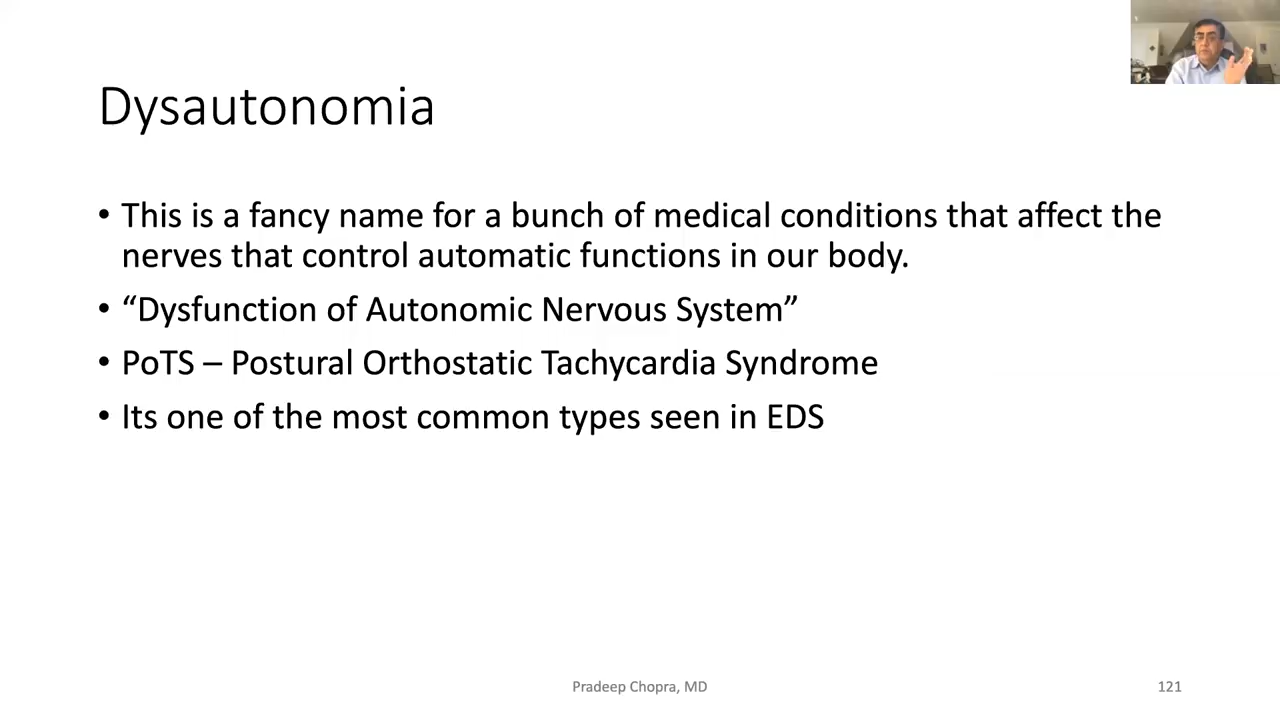 Dysautonomia
• This is a fancy name for a bunch of medical conditions that affect the
nerves that control automatic functions in our body.
• “Dysfunction of Autonomic Nervous System”
• PoTS – Postural Orthostatic Tachycardia Syndrome
• Its one of the most common types seen in EDS
Pradeep Chopra, MD
121